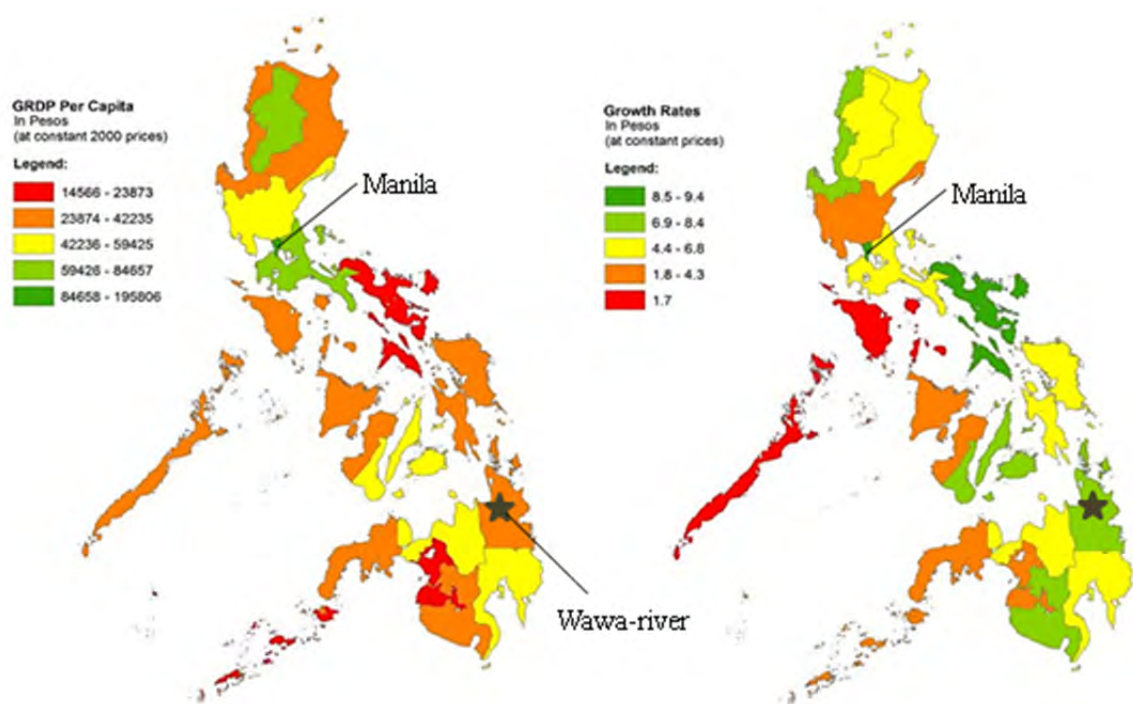 GRDP Per Capita
In Pesos
(at constant 2000 prices)
Legend:
14566 - 23873
23874 - 42235
42236 - 59425
59426 - 84657
84658 - 195806
Manila
Wawa-river
Growth Rates
In Pesos
(at constant prices)
Legend:
8.5 - 9.4
6.9 - 8.4
4.4 - 6.8
1.8 - 4.3
1.7
Manila